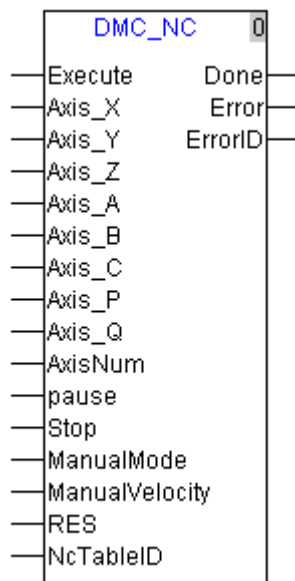 DMC_NC 0
Execute Done
Axis_X Error
Axis_Y ErrorID
Axis_Z
Axis_A
Axis_B
Axis_C
Axis_P
Axis_Q
AxisNum
pause
Stop
ManualMode
ManualVelocity
RES
NcTableID